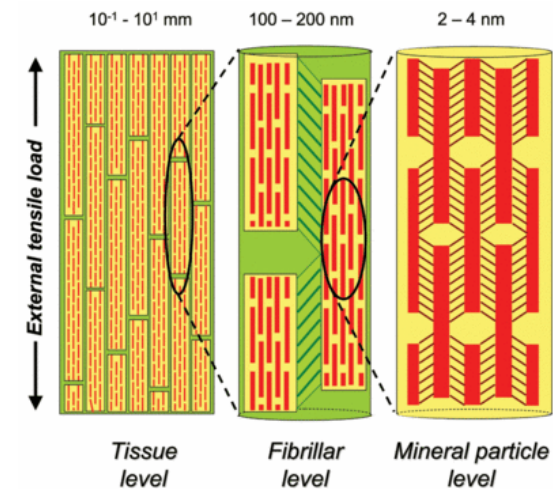 10⁻¹ - 10¹ mm
100 – 200 nm
2 – 4 nm
External tensile load
Tissue
level
Fibrillar
level
Mineral particle
level